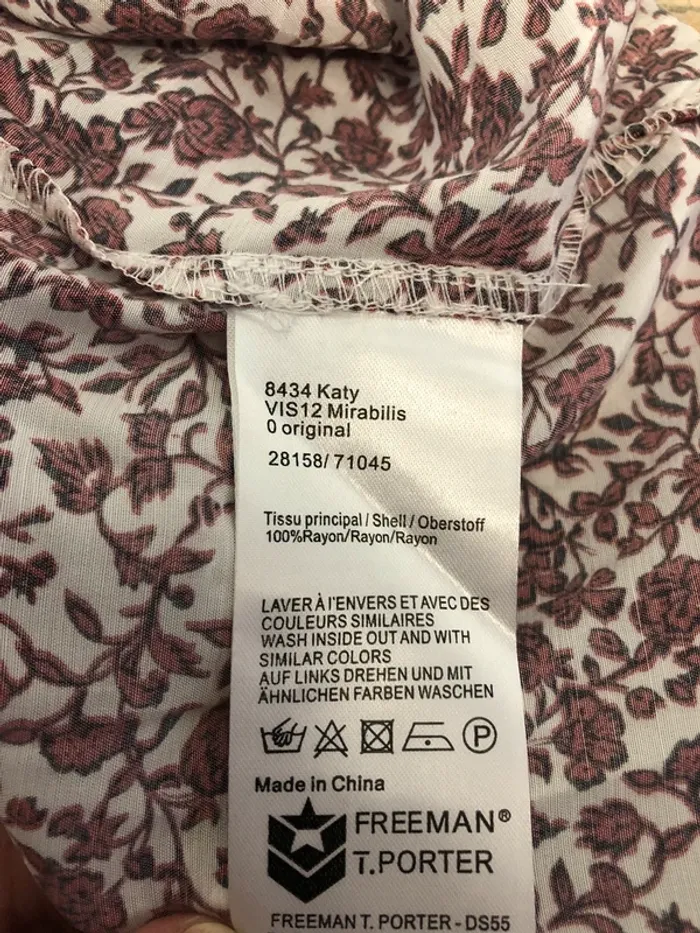 8434 Katy
VIS12 Mirabilis
0 original
28158/ 71045
Tissu principal / Shell / Oberstoff
100%Rayon/Rayon/Rayon
LAVER À l'ENVERS ET AVEC DES
COULEURS SIMILAIRES
WASH INSIDE OUT AND WITH
SIMILAR COLORS
AUF LINKS DREHEN UND MIT
ÄHNLICHEN FARBEN WASCHEN
P
Made in China
FREEMAN®
T.PORTER
FREEMAN T. PORTER - DS55